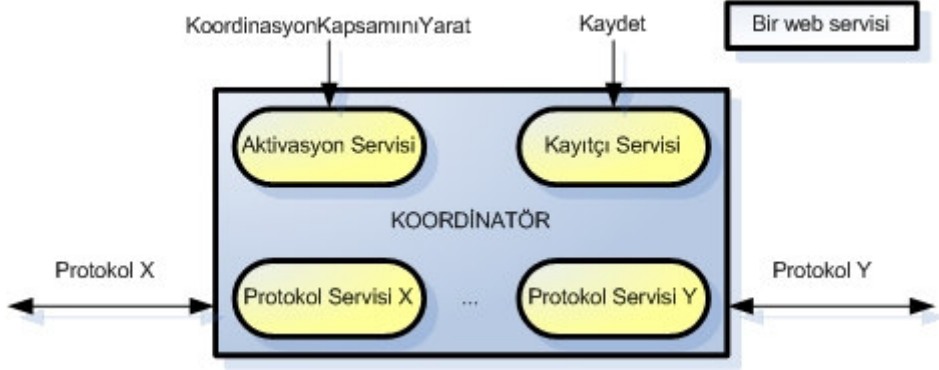 KoordinasyonKapsamınıYarat
Kaydet
Bir web servisi
Aktivasyon Servisi
Kayıtçı Servisi
KOORDİNATÖR
Protokol X
Protokol Servisi X
...
Protokol Servisi Y
Protokol Y